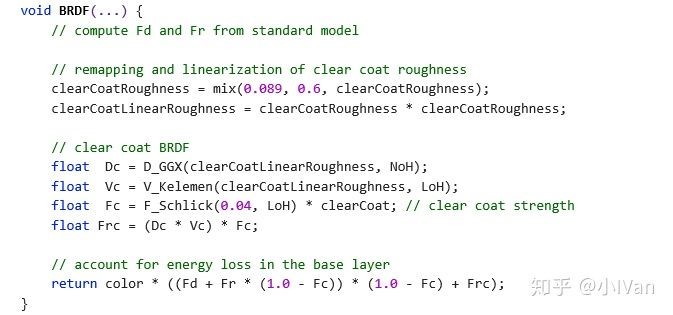 void BRDF(...) {
    // compute Fd and Fr from standard model

    // remapping and linearization of clear coat roughness
    clearCoatRoughness = mix(0.089, 0.6, clearCoatRoughness);
    clearCoatLinearRoughness = clearCoatRoughness * clearCoatRoughness;

    // clear coat BRDF
    float  Dc = D_GGX(clearCoatLinearRoughness, NoH);
    float  Vc = V_Kelemen(clearCoatLinearRoughness, LoH);
    float  Fc = F_Schlick(0.04, LoH) * clearCoat; // clear coat strength
    float Frc = (Dc * Vc) * Fc;

    // account for energy loss in the base layer
    return color * ((Fd + Fr * (1.0 - Fc)) * (1.0 - Fc) + Frc);
}
知乎 @小IVan